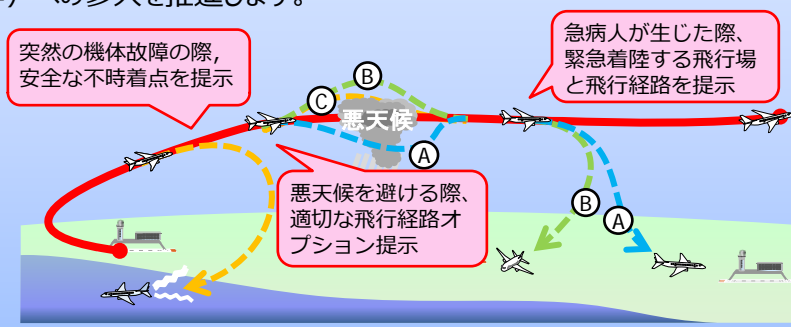 ) への参入を推進します。
突然の機体故障の際,
安全な不時着点を提示
急病人が生じた際、
緊急着陸する飛行場
と飛行経路を提示
B
C
悪天候
A
悪天候を避ける際、
適切な飛行経路オ
プション提示
B
A